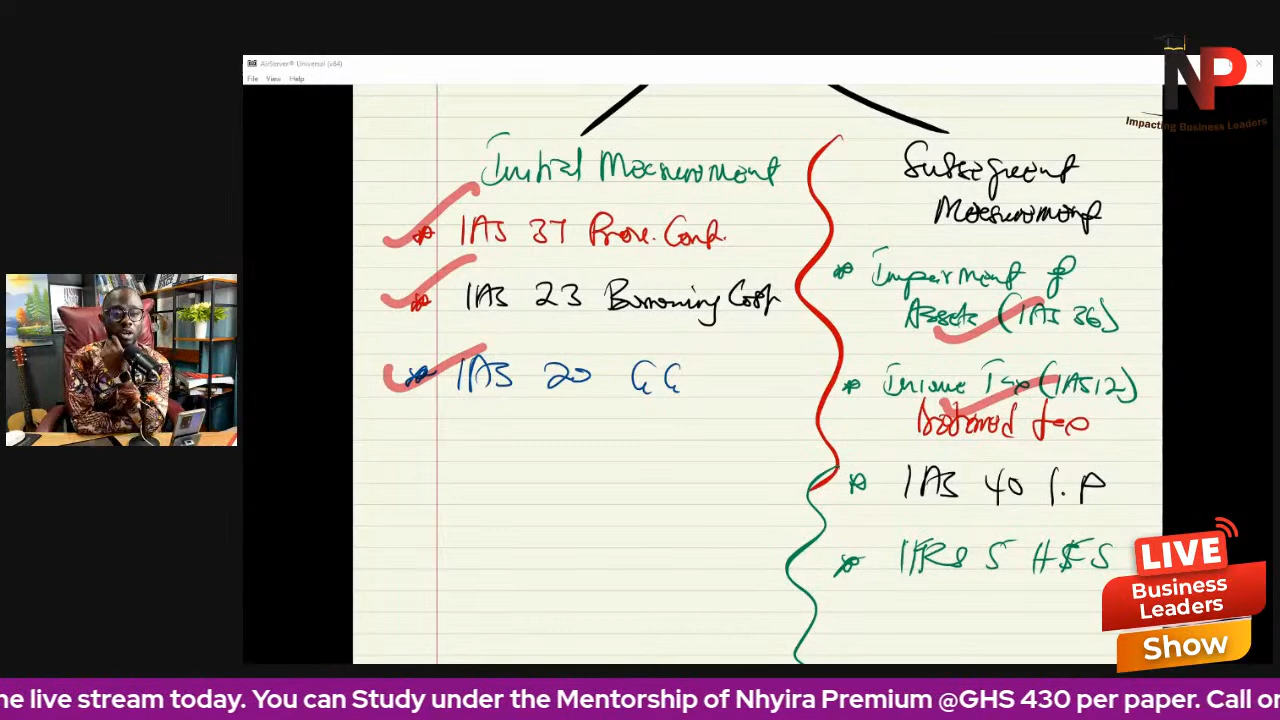 AirServer® Universal (x64)
File View Help
NP
Impacting Business Leaders
Initial Measurement
* IAS 37 Prov. Cont.
* IAS 23 Borrowing Cost
* IAS 20 GG
Subsequent
Measurement
* Impairment of
Assets (IAS 36)
* Income Tax (IAS 12)
Deferred tax
* IAS 40 I.P
* IFRS 5 HFS
LIVE
Business
Leaders
Show
ne live stream today. You can Study under the Mentorship of Nhyira Premium @GHS 430 per paper. Call or